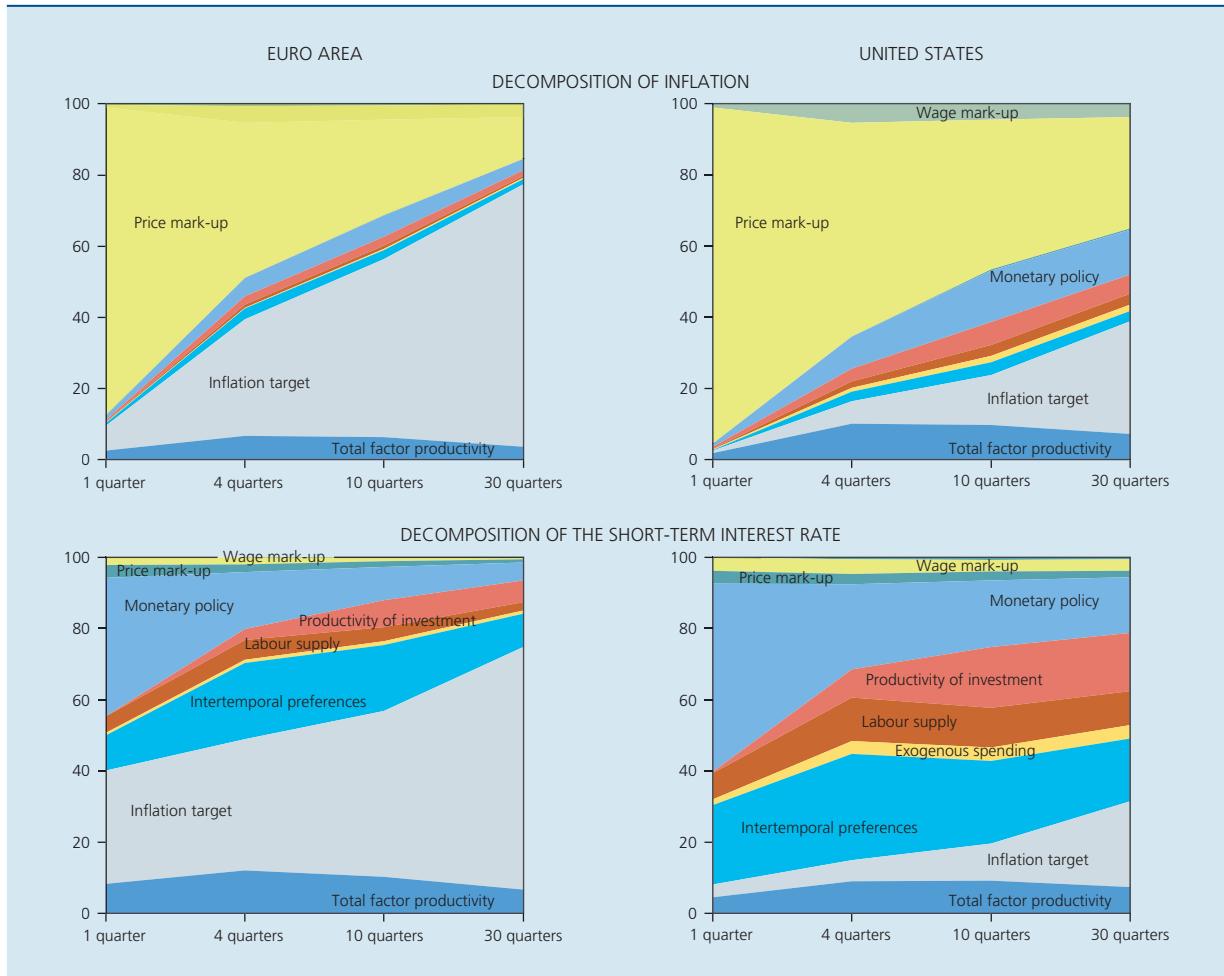 EURO AREA
UNITED STATES
DECOMPOSITION OF INFLATION
100
80
60
40
20
0
Price mark-up
Inflation target
Total factor productivity
1 quarter
4 quarters
10 quarters
30 quarters
100
80
60
40
20
0
Wage mark-up
Price mark-up
Monetary policy
Inflation target
Total factor productivity
1 quarter
4 quarters
10 quarters
30 quarters
DECOMPOSITION OF THE SHORT-TERM INTEREST RATE
100
80
60
40
20
0
Wage mark-up
Price mark-up
Monetary policy
Productivity of investment
Labour supply
Intertemporal preferences
Inflation target
Total factor productivity
1 quarter
4 quarters
10 quarters
30 quarters
100
80
60
40
20
0
Wage mark-up
Price mark-up
Monetary policy
Productivity of investment
Labour supply
Exogenous spending
Intertemporal preferences
Inflation target
Total factor productivity
1 quarter
4 quarters
10 quarters
30 quarters